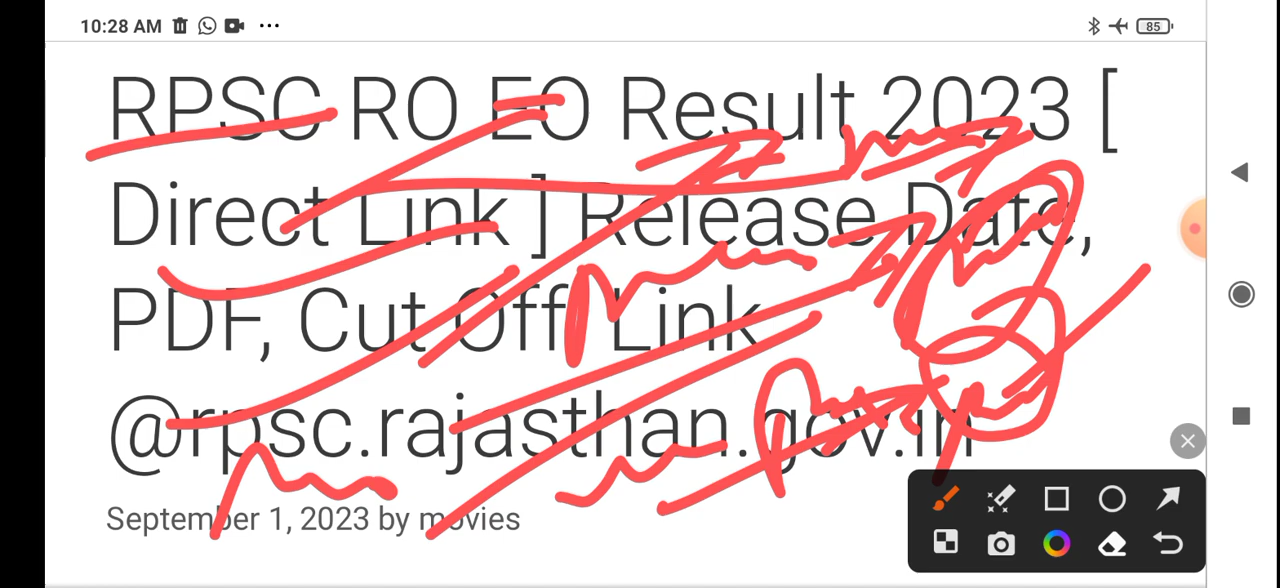 10:28 AM
85
RPSC RO EO Result 2023 [
Direct Link ] Release Date,
PDF, Cut Off Link
@rpsc.rajasthan.gov.in
September 1, 2023 by movies